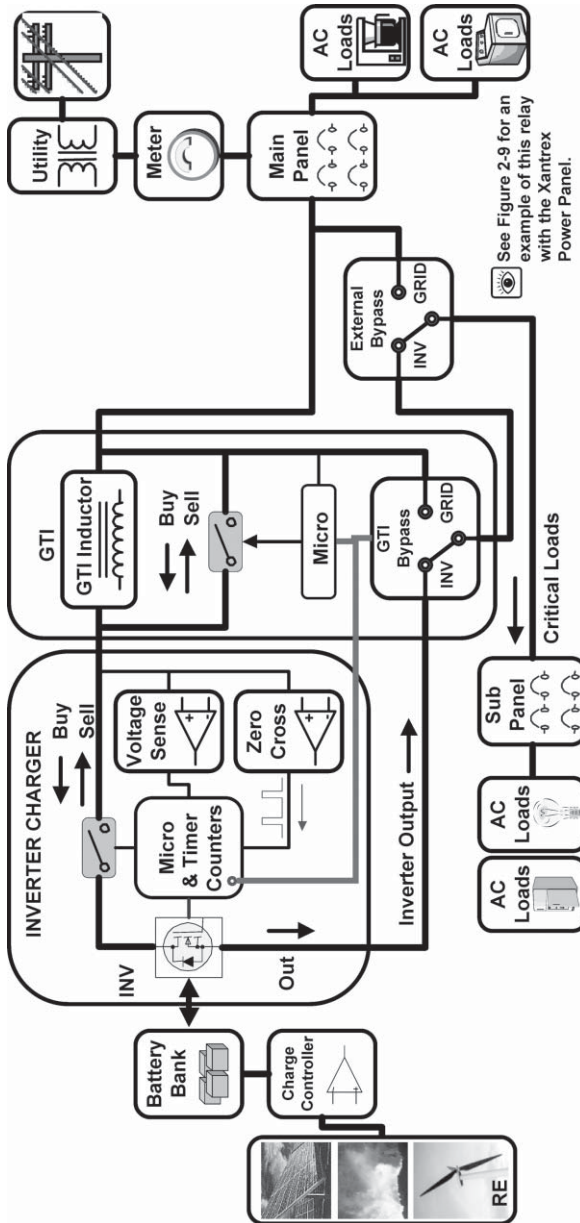 Utility
Meter
Main
Panel
AC
Loads
AC
Loads
See Figure 2-9 for an
example of this relay
with the Xantrex
Power Panel.
External
Bypass
GRID
INV
GTI
GTI Inductor
Buy
Sell
Micro
GTI
Bypass
GRID
INV
INVERTER CHARGER
Buy
Sell
Voltage
Sense
Zero
Cross
Micro
& Timer
Counters
INV
Out
Inverter Output
Critical Loads
Sub
Panel
AC
Loads
AC
Loads
Battery
Bank
Charge
Controller
RE